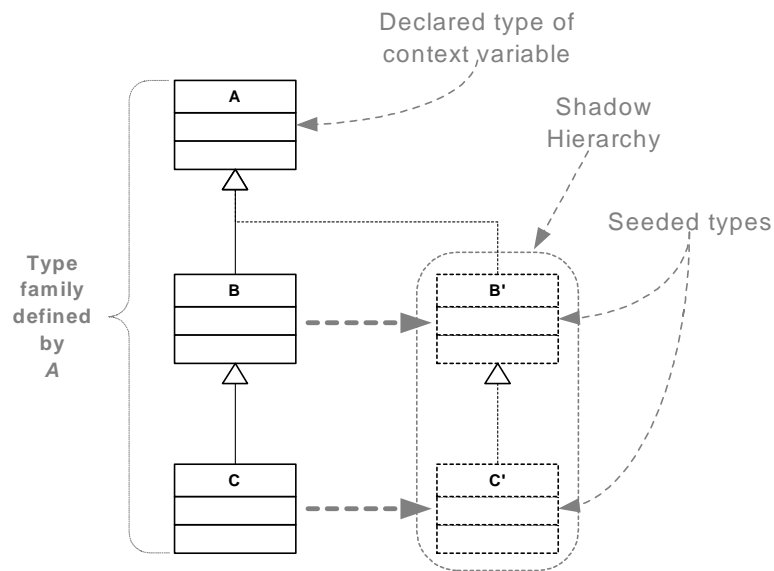 Declared type of
context variable
A
Shadow
Hierarchy
Seeded types
Type
family
defined
by
A
B
B'
C
C'